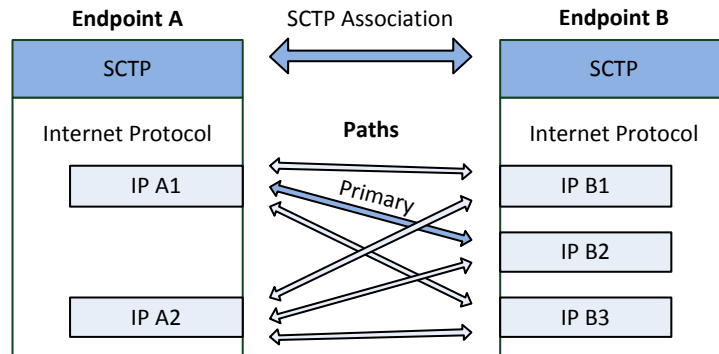 Endpoint A
SCTP Association
Endpoint B
SCTP
SCTP
Internet Protocol
Paths
Internet Protocol
IP A1
Primary
IP B1
IP B2
IP A2
IP B3